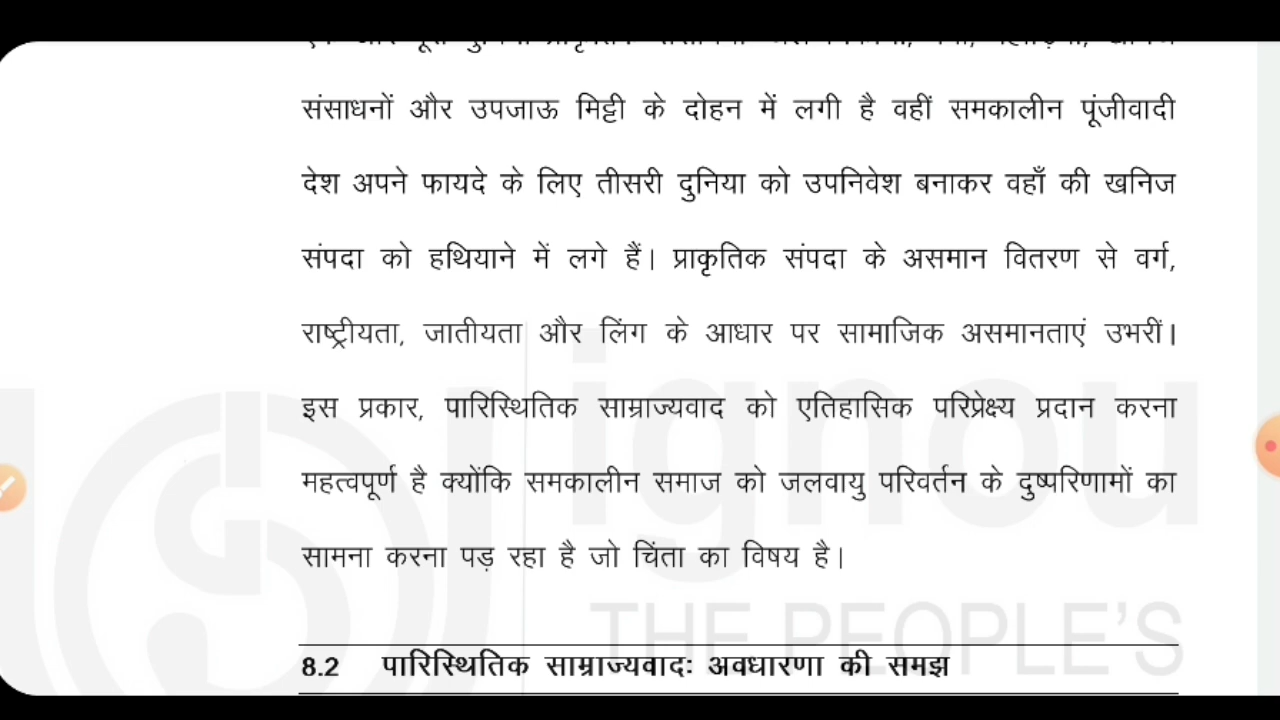 संसाधनों और उपजाऊ मिट्टी के दोहन में लगी है वहीं समकालीन पूंजीवादी
देश अपने फायदे के लिए तीसरी दुनिया को उपनिवेश बनाकर वहाँ की खनिज
संपदा को हथियाने में लगे हैं। प्राकृतिक संपदा के असमान वितरण से वर्ग,
राष्ट्रीयता, जातीयता और लिंग के आधार पर सामाजिक असमानताएं उभरीं।
इस प्रकार, पारिस्थितिक साम्राज्यवाद को एतिहासिक परिप्रेक्ष्य प्रदान करना
महत्वपूर्ण है क्योंकि समकालीन समाज को जलवायु परिवर्तन के दुष्परिणामों का
सामना करना पड़ रहा है जो चिंता का विषय है।
ignou
THE PEOPLE'S
8.2 पारिस्थितिक साम्राज्यवादः अवधारणा की समझ